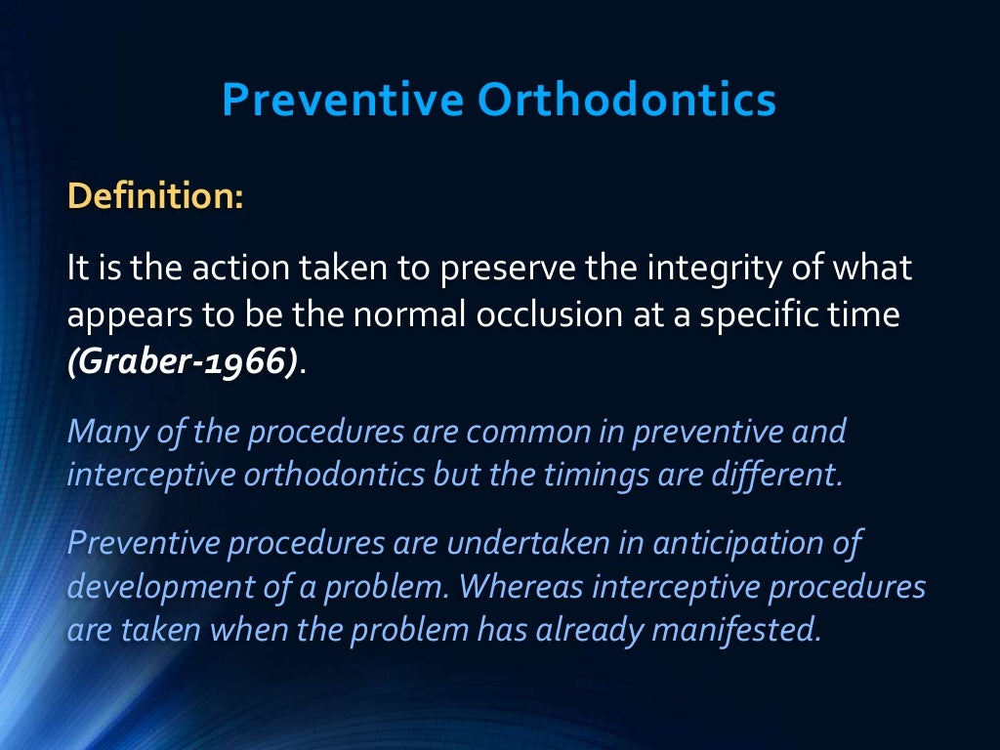 Preventive Orthodontics
Definition:
It is the action taken to preserve the integrity of what
appears to be the normal occlusion at a specific time
(Graber-1966).
Many of the procedures are common in preventive and
interceptive orthodontics but the timings are different.
Preventive procedures are undertaken in anticipation of
development of a problem. Whereas interceptive procedures
are taken when the problem has already manifested.